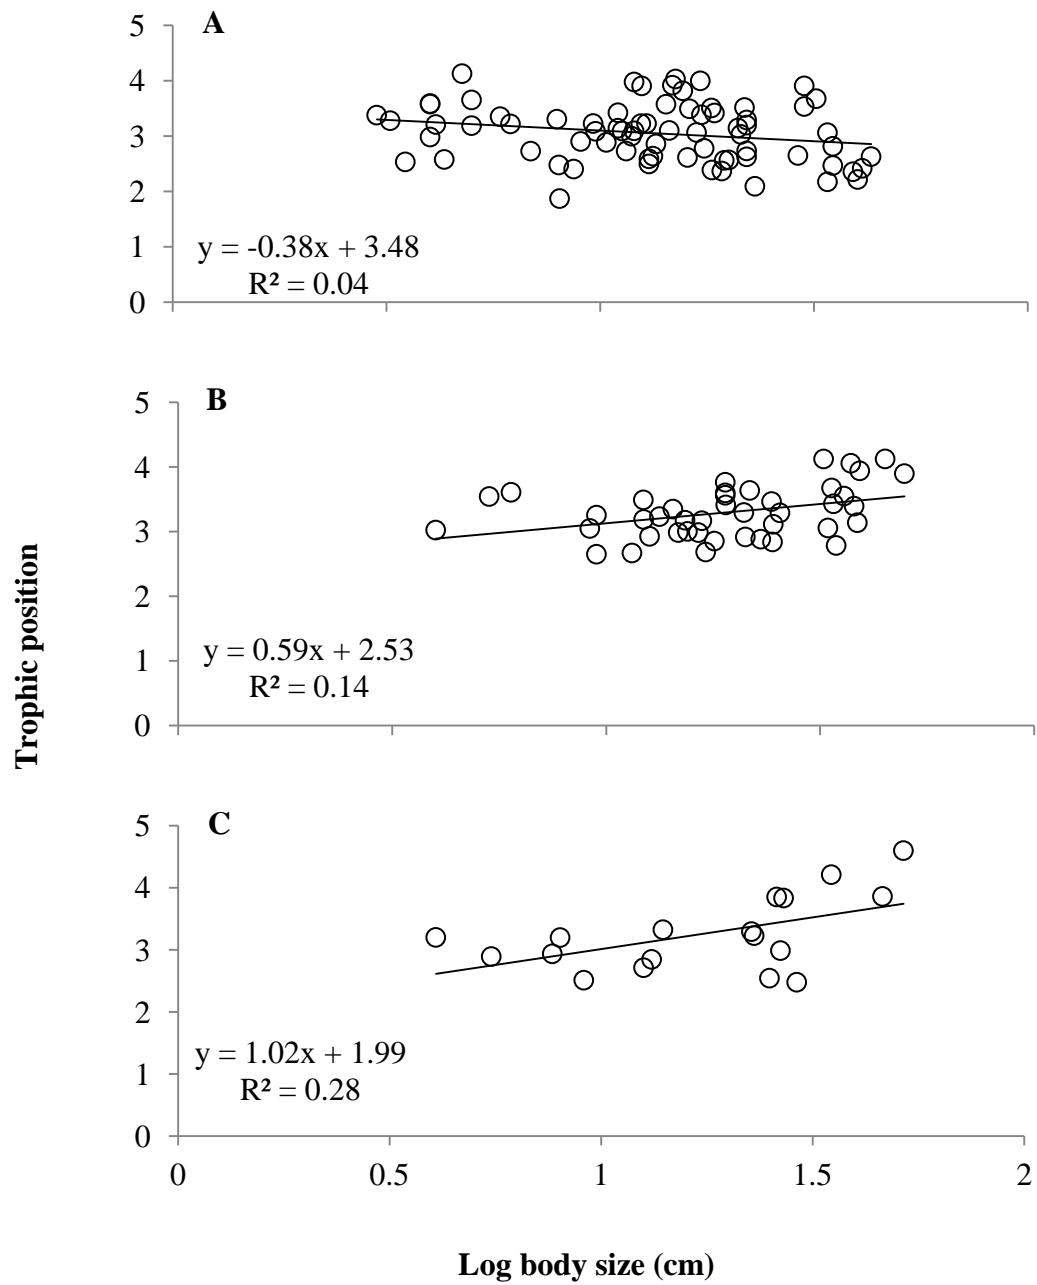 A
5
4
3
2
1
0
y = -0.38x + 3.48
R² = 0.04
B
5
4
3
2
1
0
y = 0.59x + 2.53
R² = 0.14
Trophic position
C
5
4
3
2
1
0
y = 1.02x + 1.99
R² = 0.28
0 0.5 1 1.5 2
Log body size (cm)